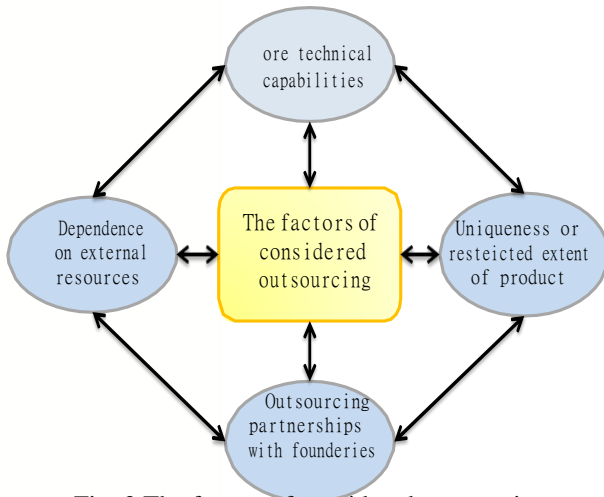 ore technical
capabilities
Dependence
on external
resources
The factors of
considered
outsourcing
Uniqueness or
resteicted extent
of product
Outsourcing
partnerships
with founderies